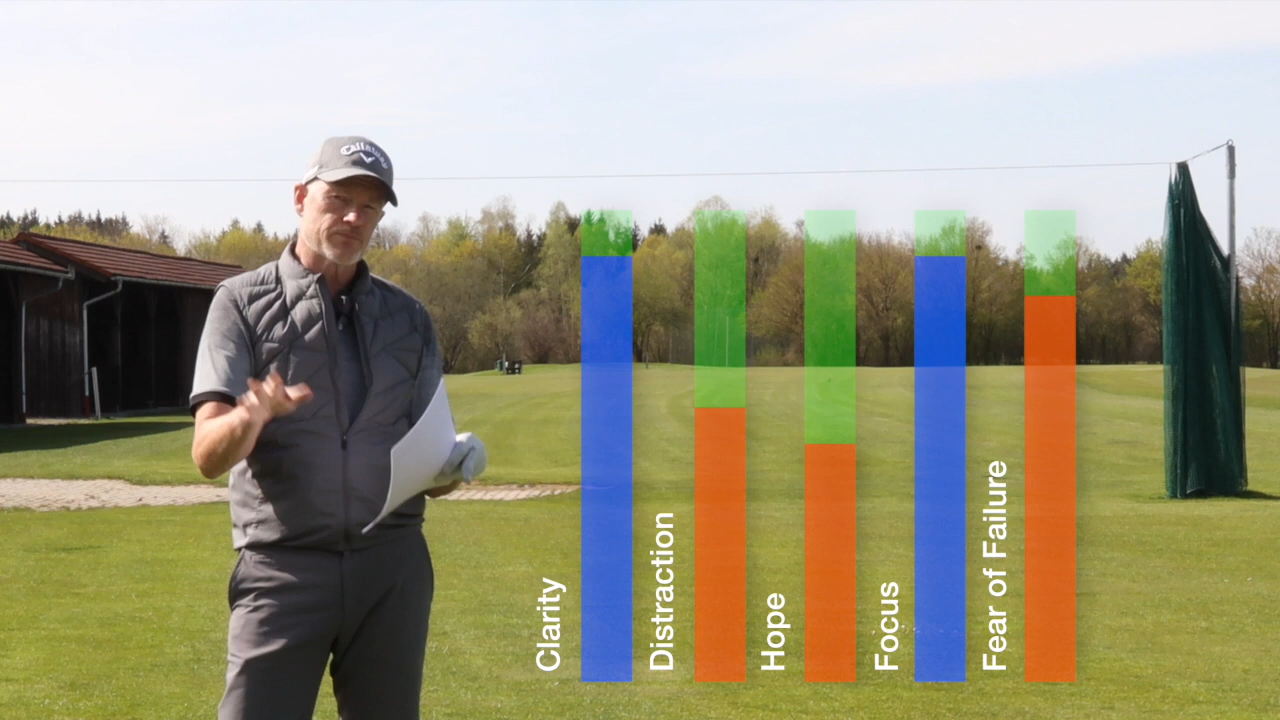 Callaway
Clarity
Distraction
Hope
Focus
Fear of Failure